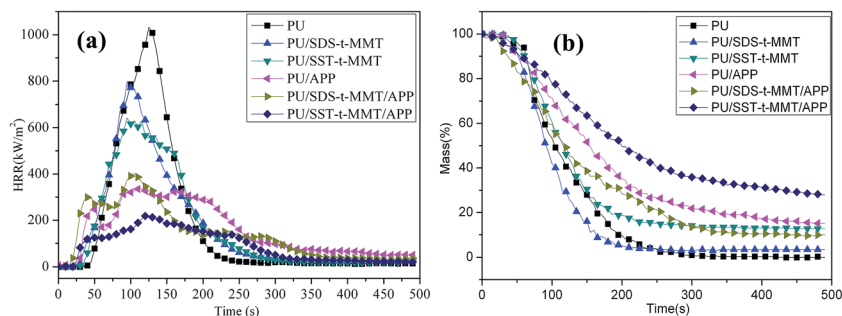 (a)
PU
PU/SDS-t-MMT
PU/SST-t-MMT
PU/APP
PU/SDS-t-MMT/APP
PU/SST-t-MMT/APP
HRR(kW/m²)
1000
800
600
400
200
0
0 50 100 150 200 250 300 350 400 450 500
Time (s)
(b)
PU
PU/SDS-t-MMT
PU/SST-t-MMT
PU/APP
PU/SDS-t-MMT/APP
PU/SST-t-MMT/APP
Mass(%)
100
80
60
40
20
0
0 100 200 300 400 500
Time(s)